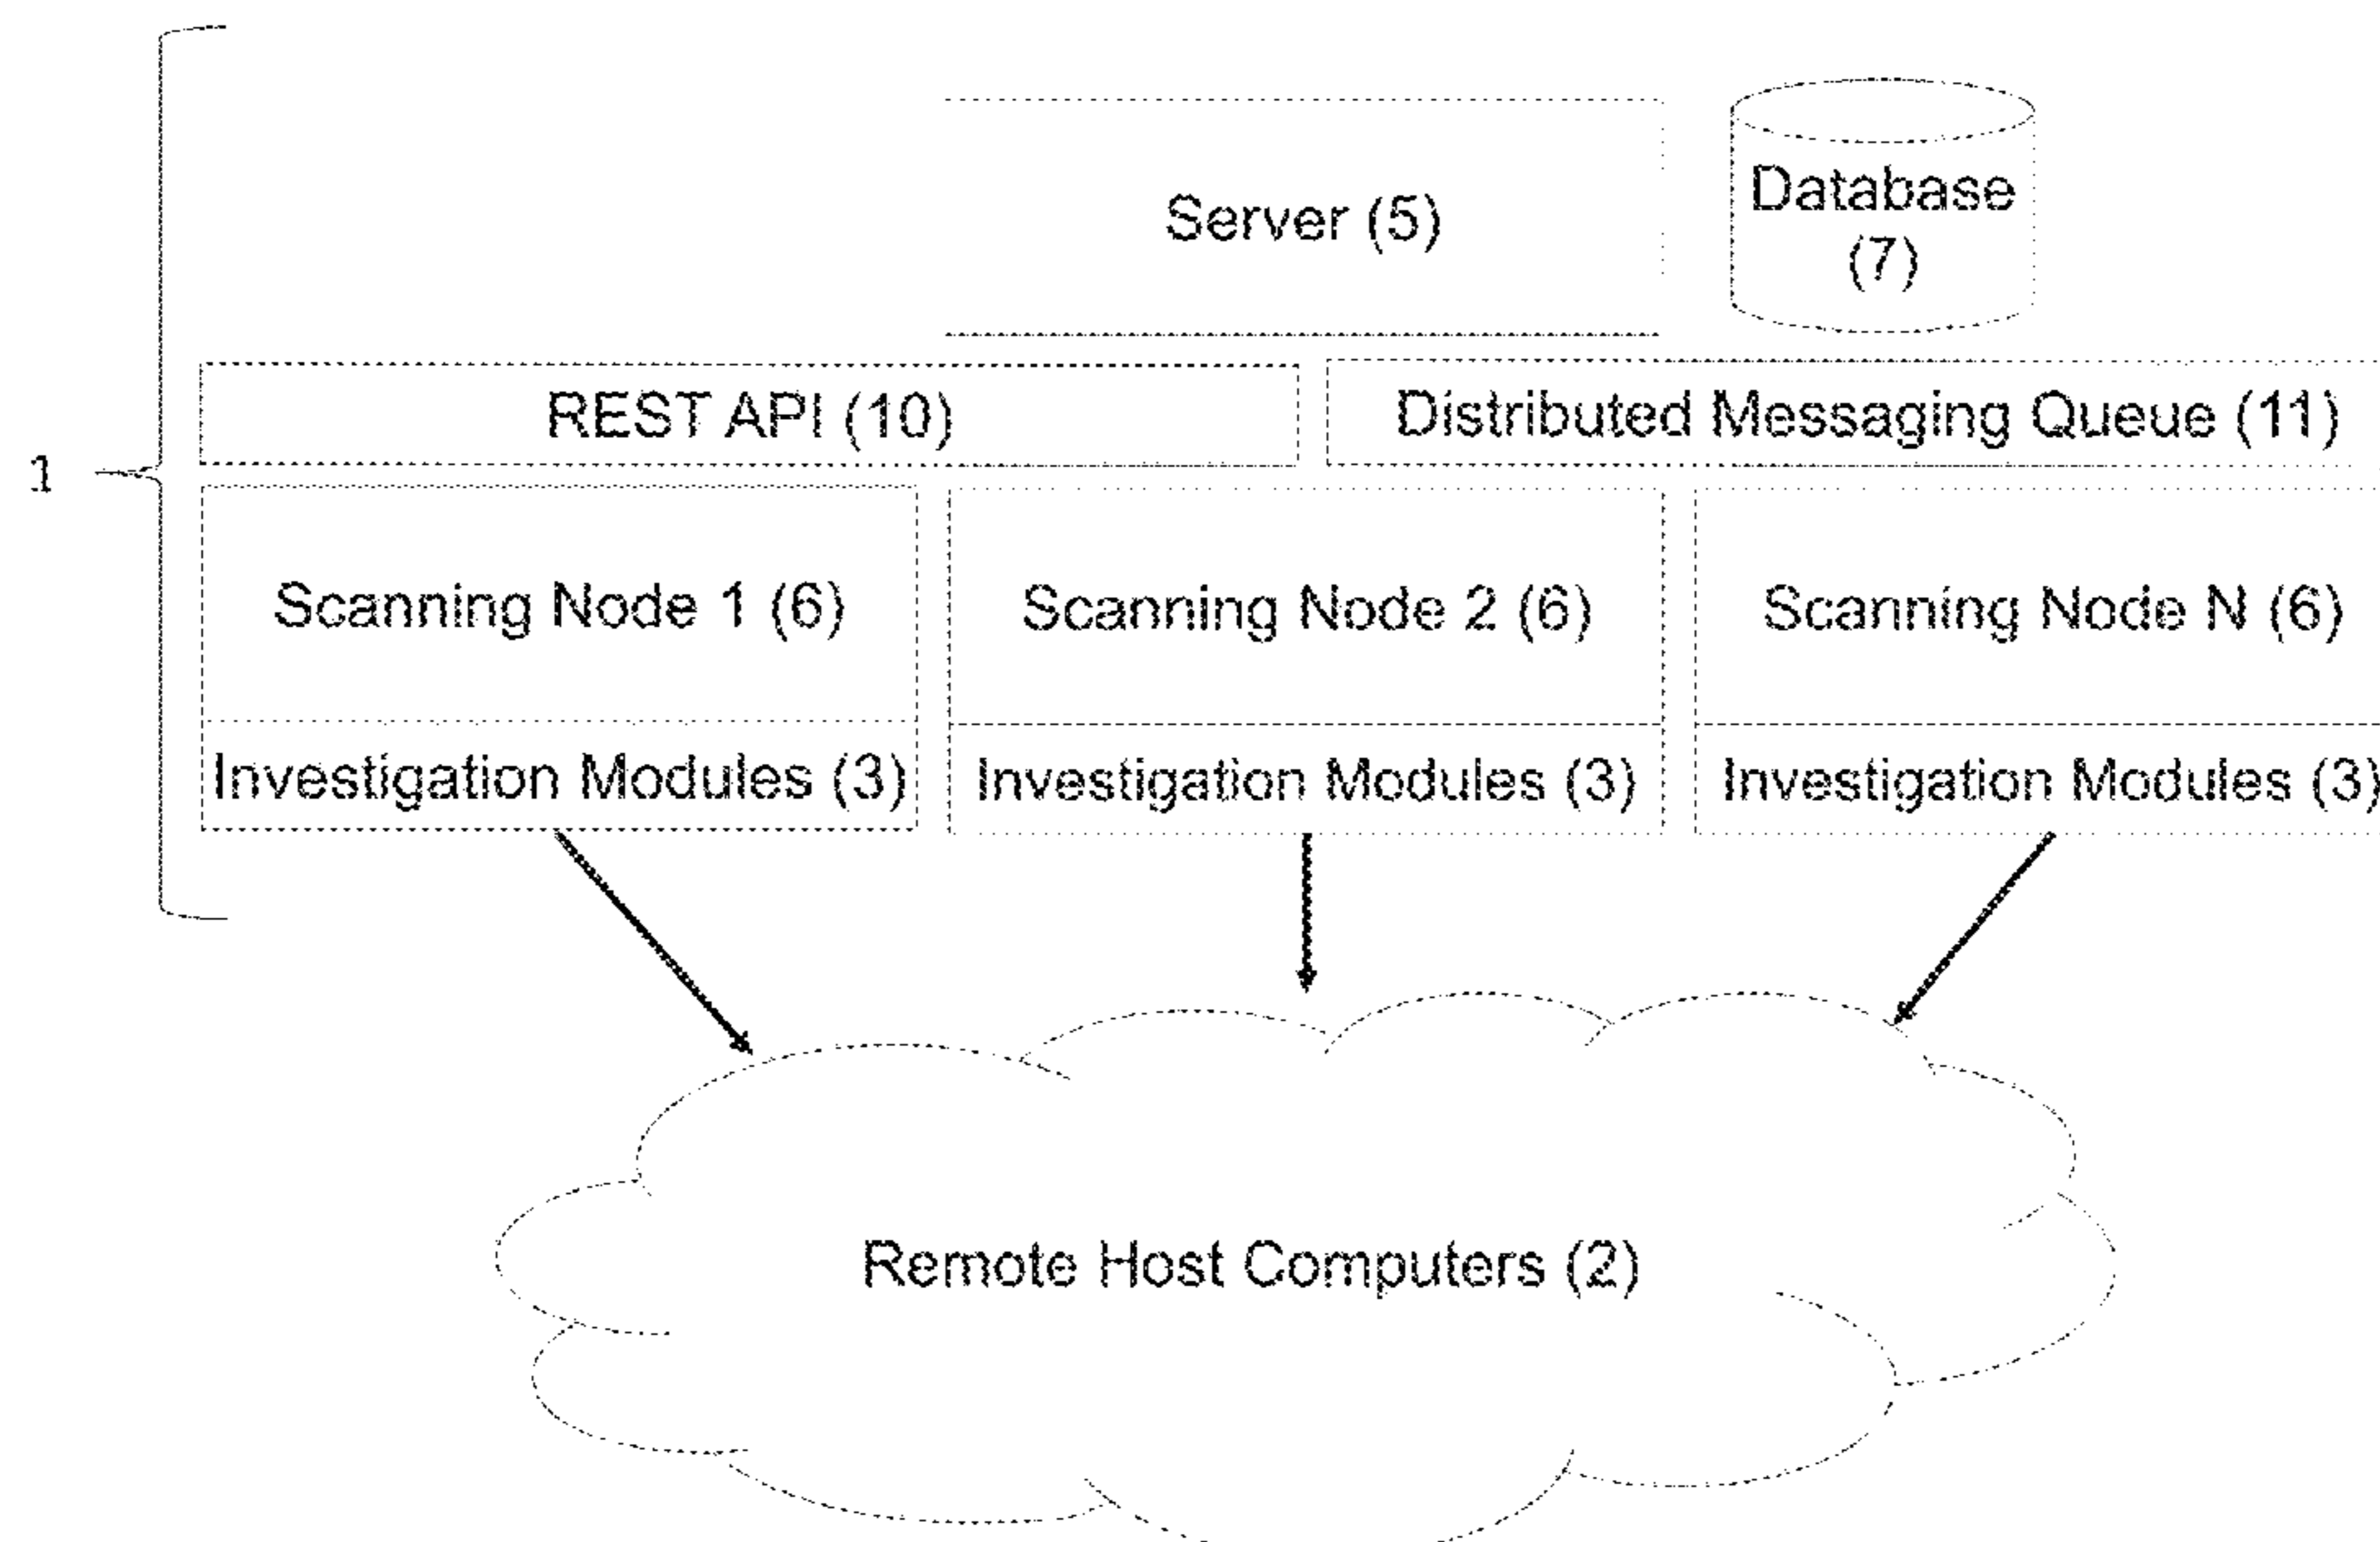 Server (5)
Database
(7)
REST API (10)
Distributed Messaging Queue (11)
1
Scanning Node 1 (6)
Scanning Node 2 (6)
Scanning Node N (6)
Investigation Modules (3)
Investigation Modules (3)
Investigation Modules (3)
Remote Host Computers (2)